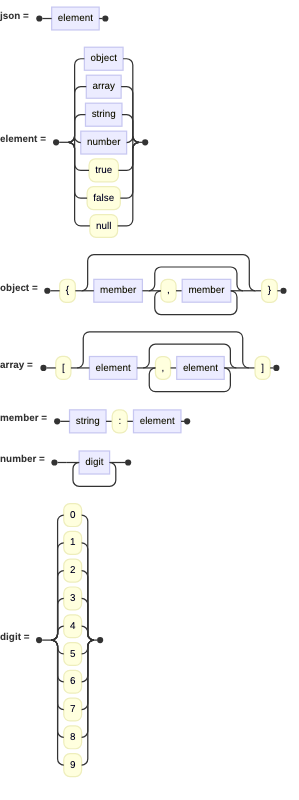 json = element
element = object
array
string
number
true
false
null
object = { member , member }
array = [ element , element ]
member = string : element
number = digit
digit = 0
1
2
3
4
5
6
7
8
9